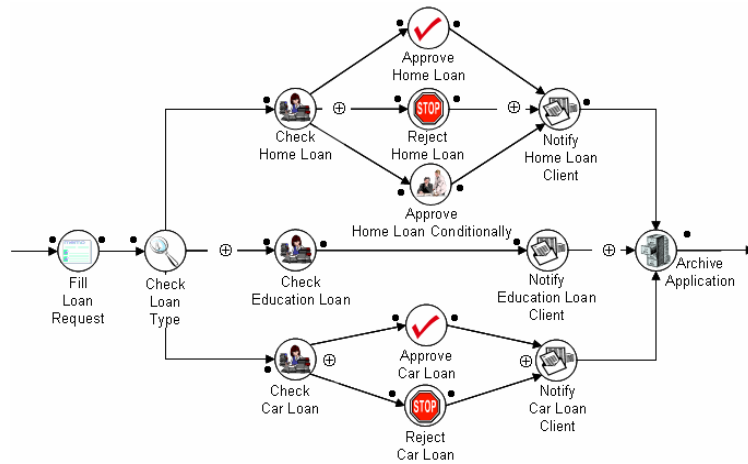 Approve
Home Loan
Check
Home Loan
STOP
Reject
Home Loan
Notify
Home Loan
Client
Approve
Home Loan Conditionally
Fill
Loan
Request
Check
Loan
Type
Check
Education Loan
Notify
Education Loan
Client
Archive
Application
Approve
Car Loan
Check
Car Loan
STOP
Reject
Car Loan
Notify
Car Loan
Client